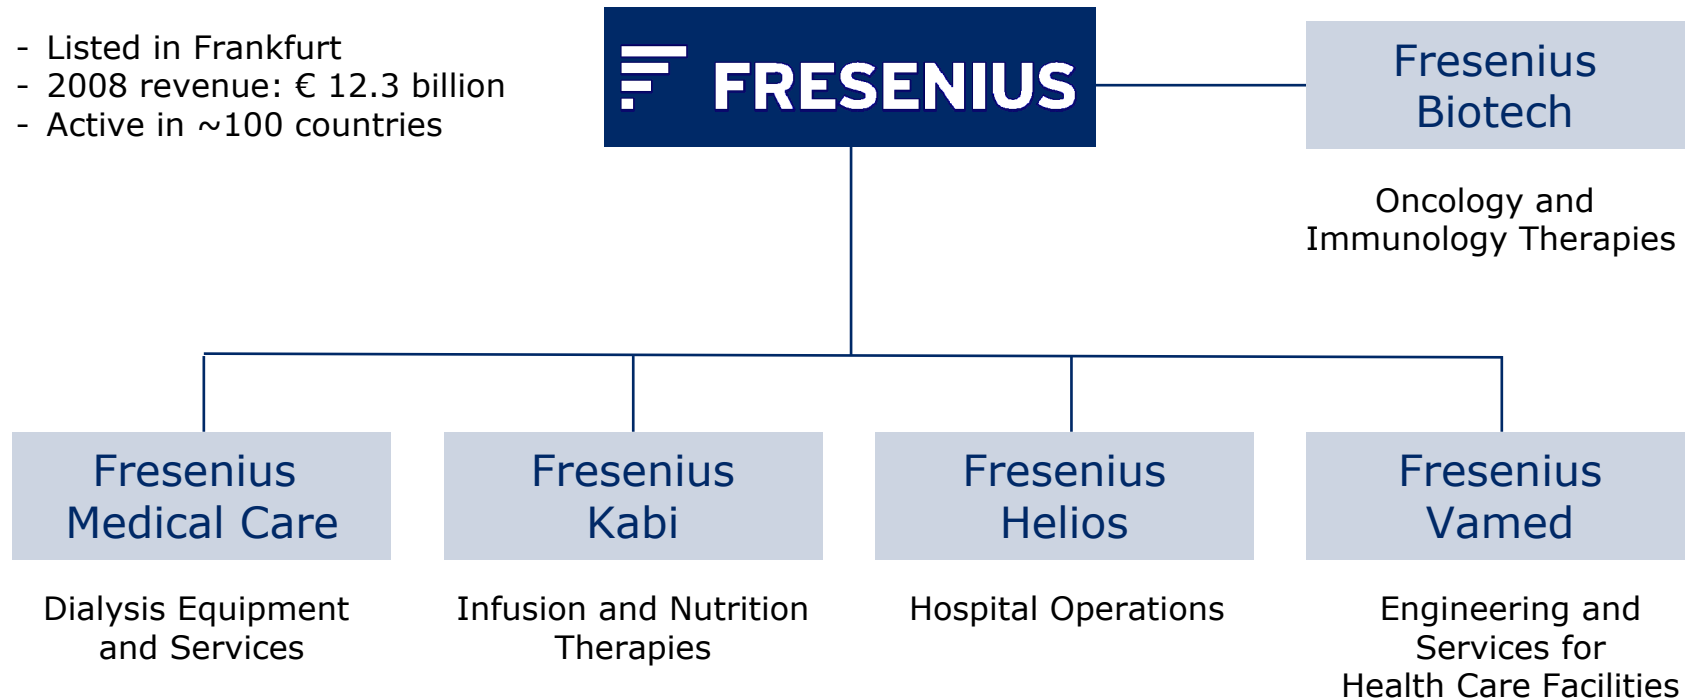 - Listed in Frankfurt
- 2008 revenue: € 12.3 billion
- Active in ~100 countries
FRESENIUS
Fresenius
Biotech
Oncology and
Immunology Therapies
Fresenius
Medical Care
Dialysis Equipment
and Services
Fresenius
Kabi
Infusion and Nutrition
Therapies
Fresenius
Helios
Hospital Operations
Fresenius
Vamed
Engineering and
Services for
Health Care Facilities